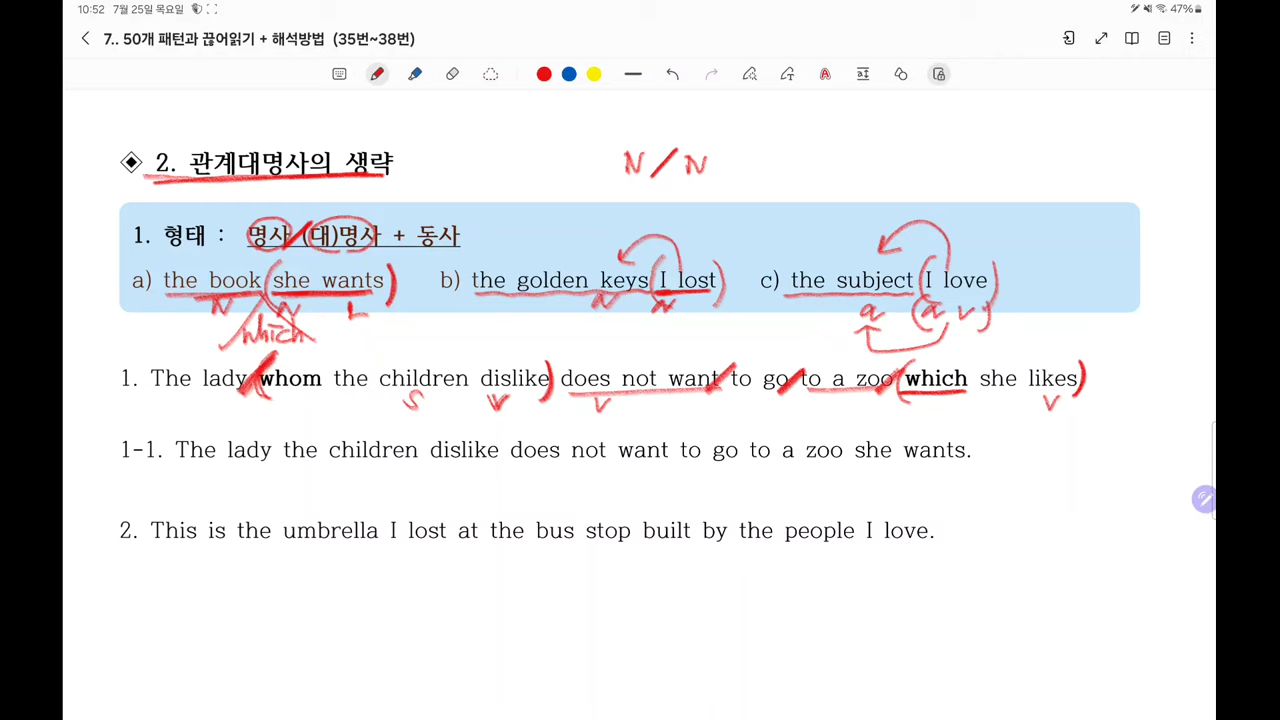 10:52 7월 25일 목요일 47%
7.. 50개 패턴과 끊어읽기 + 해석방법 (35번~38번)
◈ 2. 관계대명사의 생략 N / N
1. 형태 : 명사 (대)명사 + 동사
a) the book (she wants) b) the golden keys (I lost) c) the subject (I love)
N N N N a (a v)
which
1. The lady (whom the children dislike) does not want / to go / to a zoo (which she likes)
S V V V
1-1. The lady the children dislike does not want to go to a zoo she wants.
2. This is the umbrella I lost at the bus stop built by the people I love.